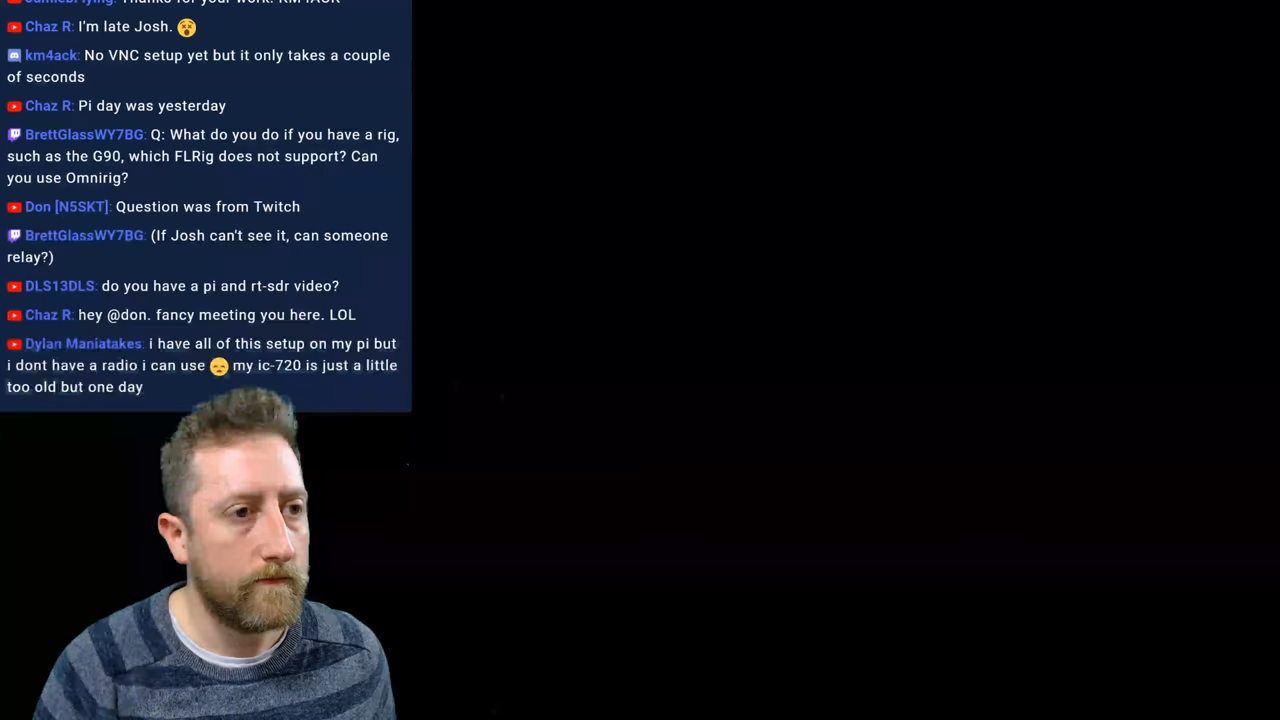 Thanks for your work. KM4ACK
Chaz R: I'm late Josh. 😵
km4ack: No VNC setup yet but it only takes a couple
of seconds
Chaz R: Pi day was yesterday
BrettGlassWY7BG: Q: What do you do if you have a rig,
such as the G90, which FLRig does not support? Can
you use Omnirig?
Don [N5SKT]: Question was from Twitch
BrettGlassWY7BG: (If Josh can't see it, can someone
relay?)
DLS13DLS: do you have a pi and rt-sdr video?
Chaz R: hey @don. fancy meeting you here. LOL
Dylan Maniatakes: i have all of this setup on my pi but
i dont have a radio i can use 😞 my ic-720 is just a little
too old but one day